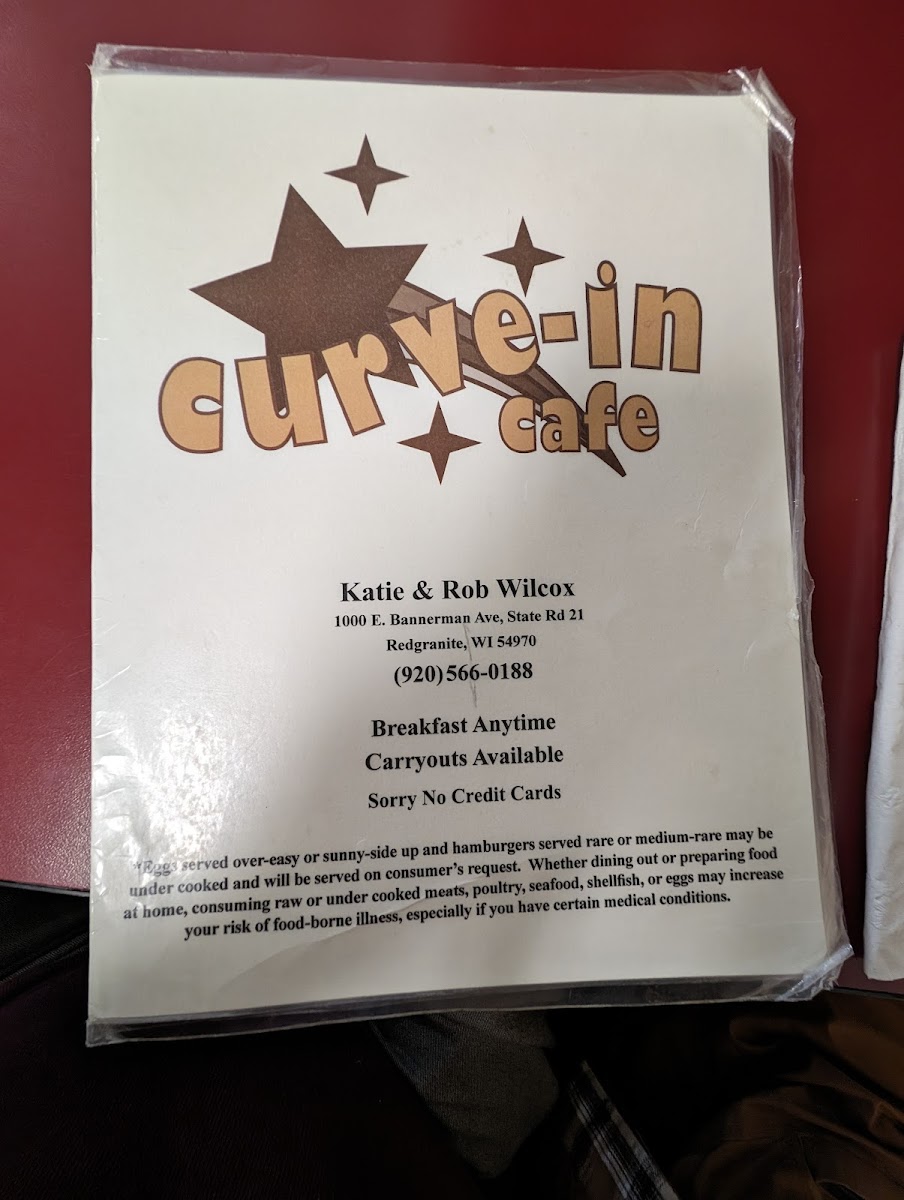 curve-in
cafe
Katie & Rob Wilcox
1000 E. Bannerman Ave, State Rd 21
Redgranite, WI 54970
(920)566-0188
Breakfast Anytime
Carryouts Available
Sorry No Credit Cards
*Eggs served over-easy or sunny-side up and hamburgers served rare or medium-rare may be
under cooked and will be served on consumer's request. Whether dining out or preparing food
at home, consuming raw or under cooked meats, poultry, seafood, shellfish, or eggs may increase
your risk of food-borne illness, especially if you have certain medical conditions.